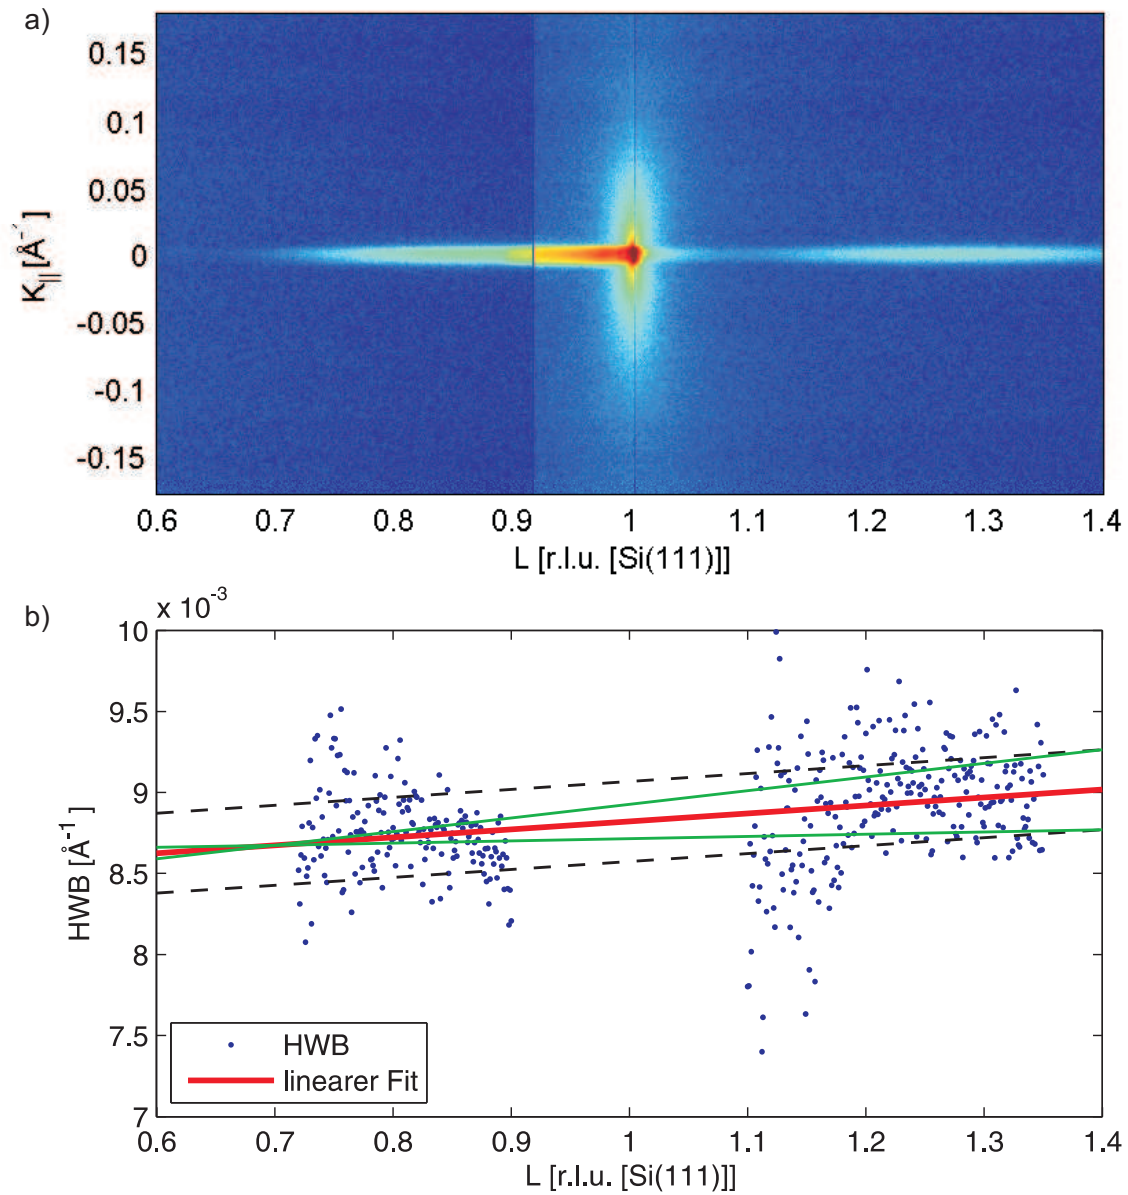 a)
0.15
0.1
0.05
0
-0.05
-0.1
-0.15
K|| [Å⁻´]
0.6 0.7 0.8 0.9 1 1.1 1.2 1.3 1.4
L [r.l.u. [Si(111)]]
b)
x 10⁻³
10
9.5
9
8.5
8
7.5
7
HWB [Å⁻¹]
HWB
linearer Fit
0.6 0.7 0.8 0.9 1 1.1 1.2 1.3 1.4
L [r.l.u. [Si(111)]]